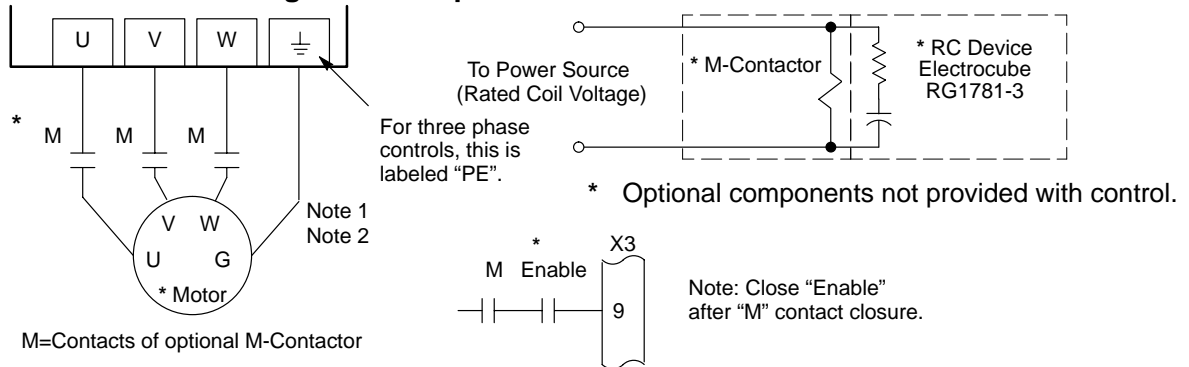 U V W
* M M M
V W
U G
* Motor
M=Contacts of optional M-Contactor
For three phase
controls, this is
labeled “PE”.
Note 1
Note 2
To Power Source
(Rated Coil Voltage)
* M-Contactor
* RC Device
Electrocube
RG1781-3
* Optional components not provided with control.
* X3
M Enable
9
Note: Close “Enable”
after “M” contact closure.